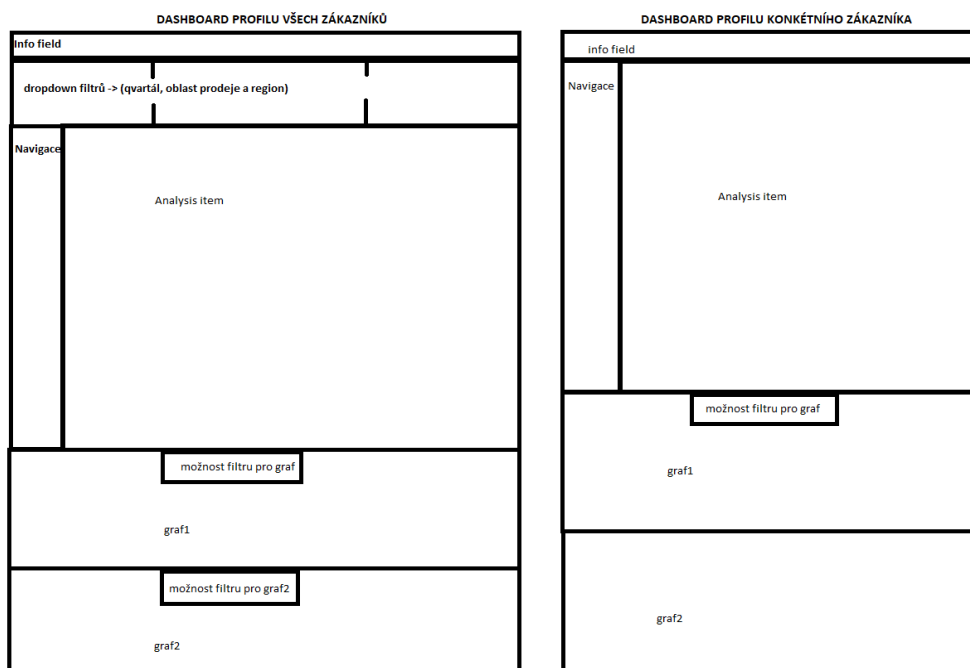 DASHBOARD PROFILU VŠECH ZÁKAZNÍKŮ
Info field
dropdown filtrů -> (qvartál, oblast prodeje a region)
Navigace
Analysis item
možnost filtru pro graf
graf1
možnost filtru pro graf2
graf2
DASHBOARD PROFILU KONKÉTNÍHO ZÁKAZNÍKA
info field
Navigace
Analysis item
možnost filtru pro graf
graf1
graf2